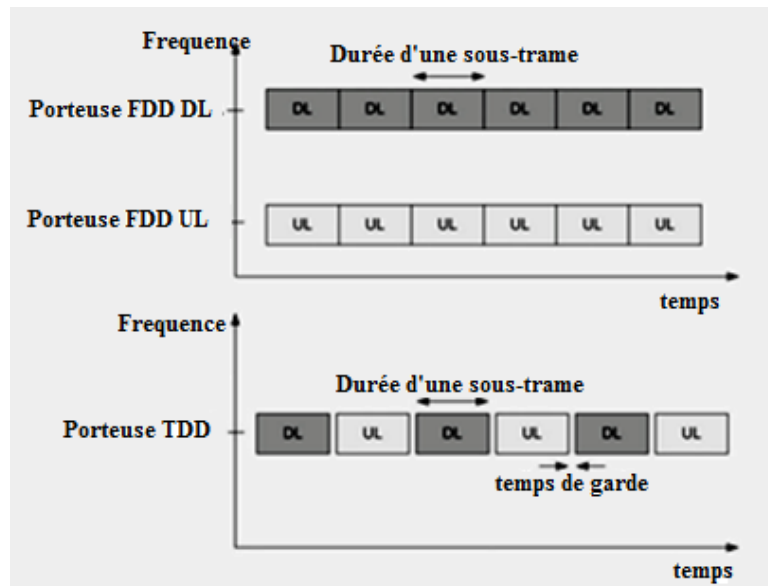 Frequence
Durée d'une sous-trame
Porteuse FDD DL
DL DL DL DL DL DL
Porteuse FDD UL
UL UL UL UL UL UL
temps
Frequence
Durée d'une sous-trame
Porteuse TDD
DL UL DL UL DL UL
temps de garde
temps